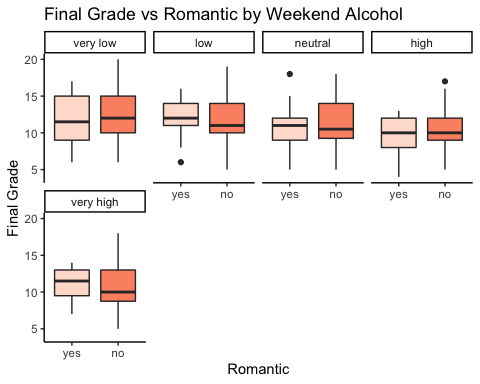 Final Grade vs Romantic by Weekend Alcohol
very low
low
neutral
high
20
15
10
5
yes no
yes no
yes no
very high
20
15
10
5
yes no
Final Grade
Romantic